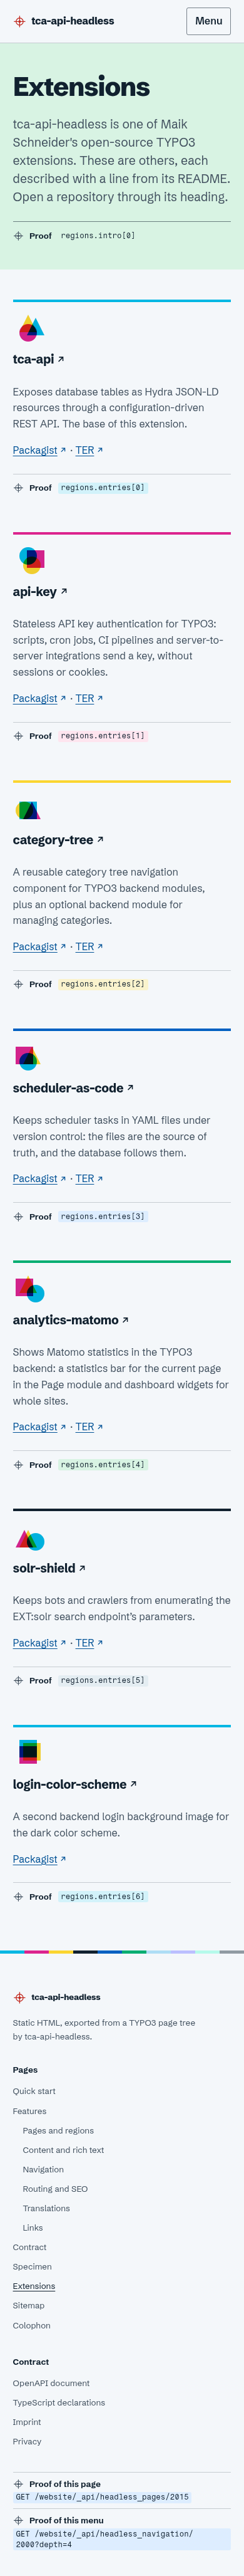 tca-api-headless
Menu
Extensions
tca-api-headless is one of Maik
Schneider's open-source TYPO3
extensions. These are others, each
described with a line from its README.
Open a repository through its heading.
Proof regions.intro[0]
tca-api ↗
Exposes database tables as Hydra JSON-LD
resources through a configuration-driven
REST API. The base of this extension.
Packagist ↗ · TER ↗
Proof regions.entries[0]
api-key ↗
Stateless API key authentication for TYPO3:
scripts, cron jobs, CI pipelines and server-to-
server integrations send a key, without
sessions or cookies.
Packagist ↗ · TER ↗
Proof regions.entries[1]
category-tree ↗
A reusable category tree navigation
component for TYPO3 backend modules,
plus an optional backend module for
managing categories.
Packagist ↗ · TER ↗
Proof regions.entries[2]
scheduler-as-code ↗
Keeps scheduler tasks in YAML files under
version control: the files are the source of
truth, and the database follows them.
Packagist ↗ · TER ↗
Proof regions.entries[3]
analytics-matomo ↗
Shows Matomo statistics in the TYPO3
backend: a statistics bar for the current page
in the Page module and dashboard widgets for
whole sites.
Packagist ↗ · TER ↗
Proof regions.entries[4]
solr-shield ↗
Keeps bots and crawlers from enumerating the
EXT:solr search endpoint's parameters.
Packagist ↗ · TER ↗
Proof regions.entries[5]
login-color-scheme ↗
A second backend login background image for
the dark color scheme.
Packagist ↗
Proof regions.entries[6]
tca-api-headless
Static HTML, exported from a TYPO3 page tree
by tca-api-headless.
Pages
Quick start
Features
Pages and regions
Content and rich text
Navigation
Routing and SEO
Translations
Links
Contract
Specimen
Extensions
Sitemap
Colophon
Contract
OpenAPI document
TypeScript declarations
Imprint
Privacy
Proof of this page
GET /website/_api/headless_pages/2015
Proof of this menu
GET /website/_api/headless_navigation/
2000?depth=4